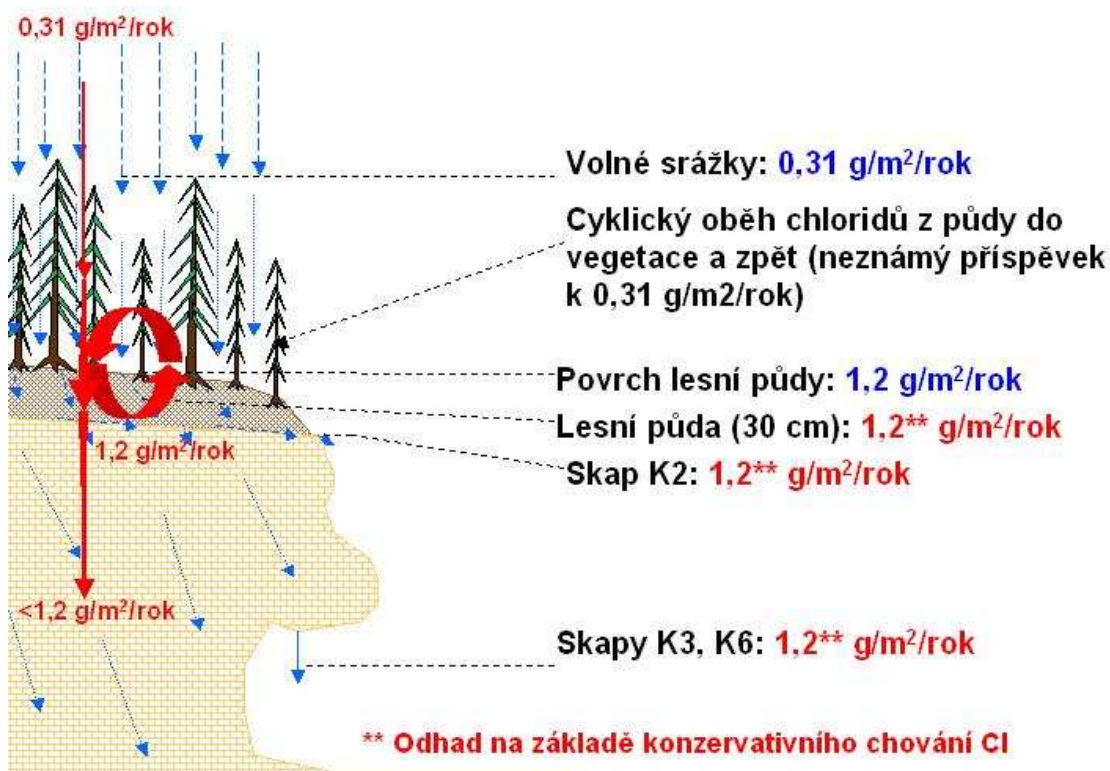 0,31 g/m²/rok
Volné srážky: 0,31 g/m²/rok
Cyklický oběh chloridů z půdy do
vegetace a zpět (neznámý příspěvek
k 0,31 g/m2/rok)
Povrch lesní půdy: 1,2 g/m²/rok
Lesní půda (30 cm): 1,2** g/m²/rok
1,2 g/m²/rok
Skap K2: 1,2** g/m²/rok
<1,2 g/m²/rok
Skapy K3, K6: 1,2** g/m²/rok
** Odhad na základě konzervativního chování Cl